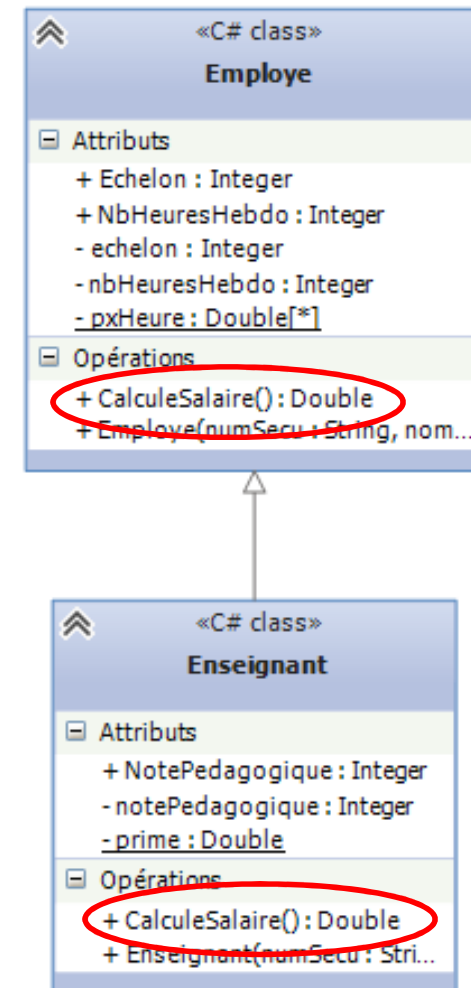 «C# class»
Employe
Attributs
+ Echelon : Integer
+ NbHeuresHebdo : Integer
- echelon : Integer
- nbHeuresHebdo : Integer
- pxHeure : Double[*]
Opérations
+ CalculeSalaire() : Double
+ Employe(numSecu : String, nom...
«C# class»
Enseignant
Attributs
+ NotePedagogique : Integer
- notePedagogique : Integer
- prime : Double
Opérations
+ CalculeSalaire() : Double
+ Enseignant(numSecu : Stri...